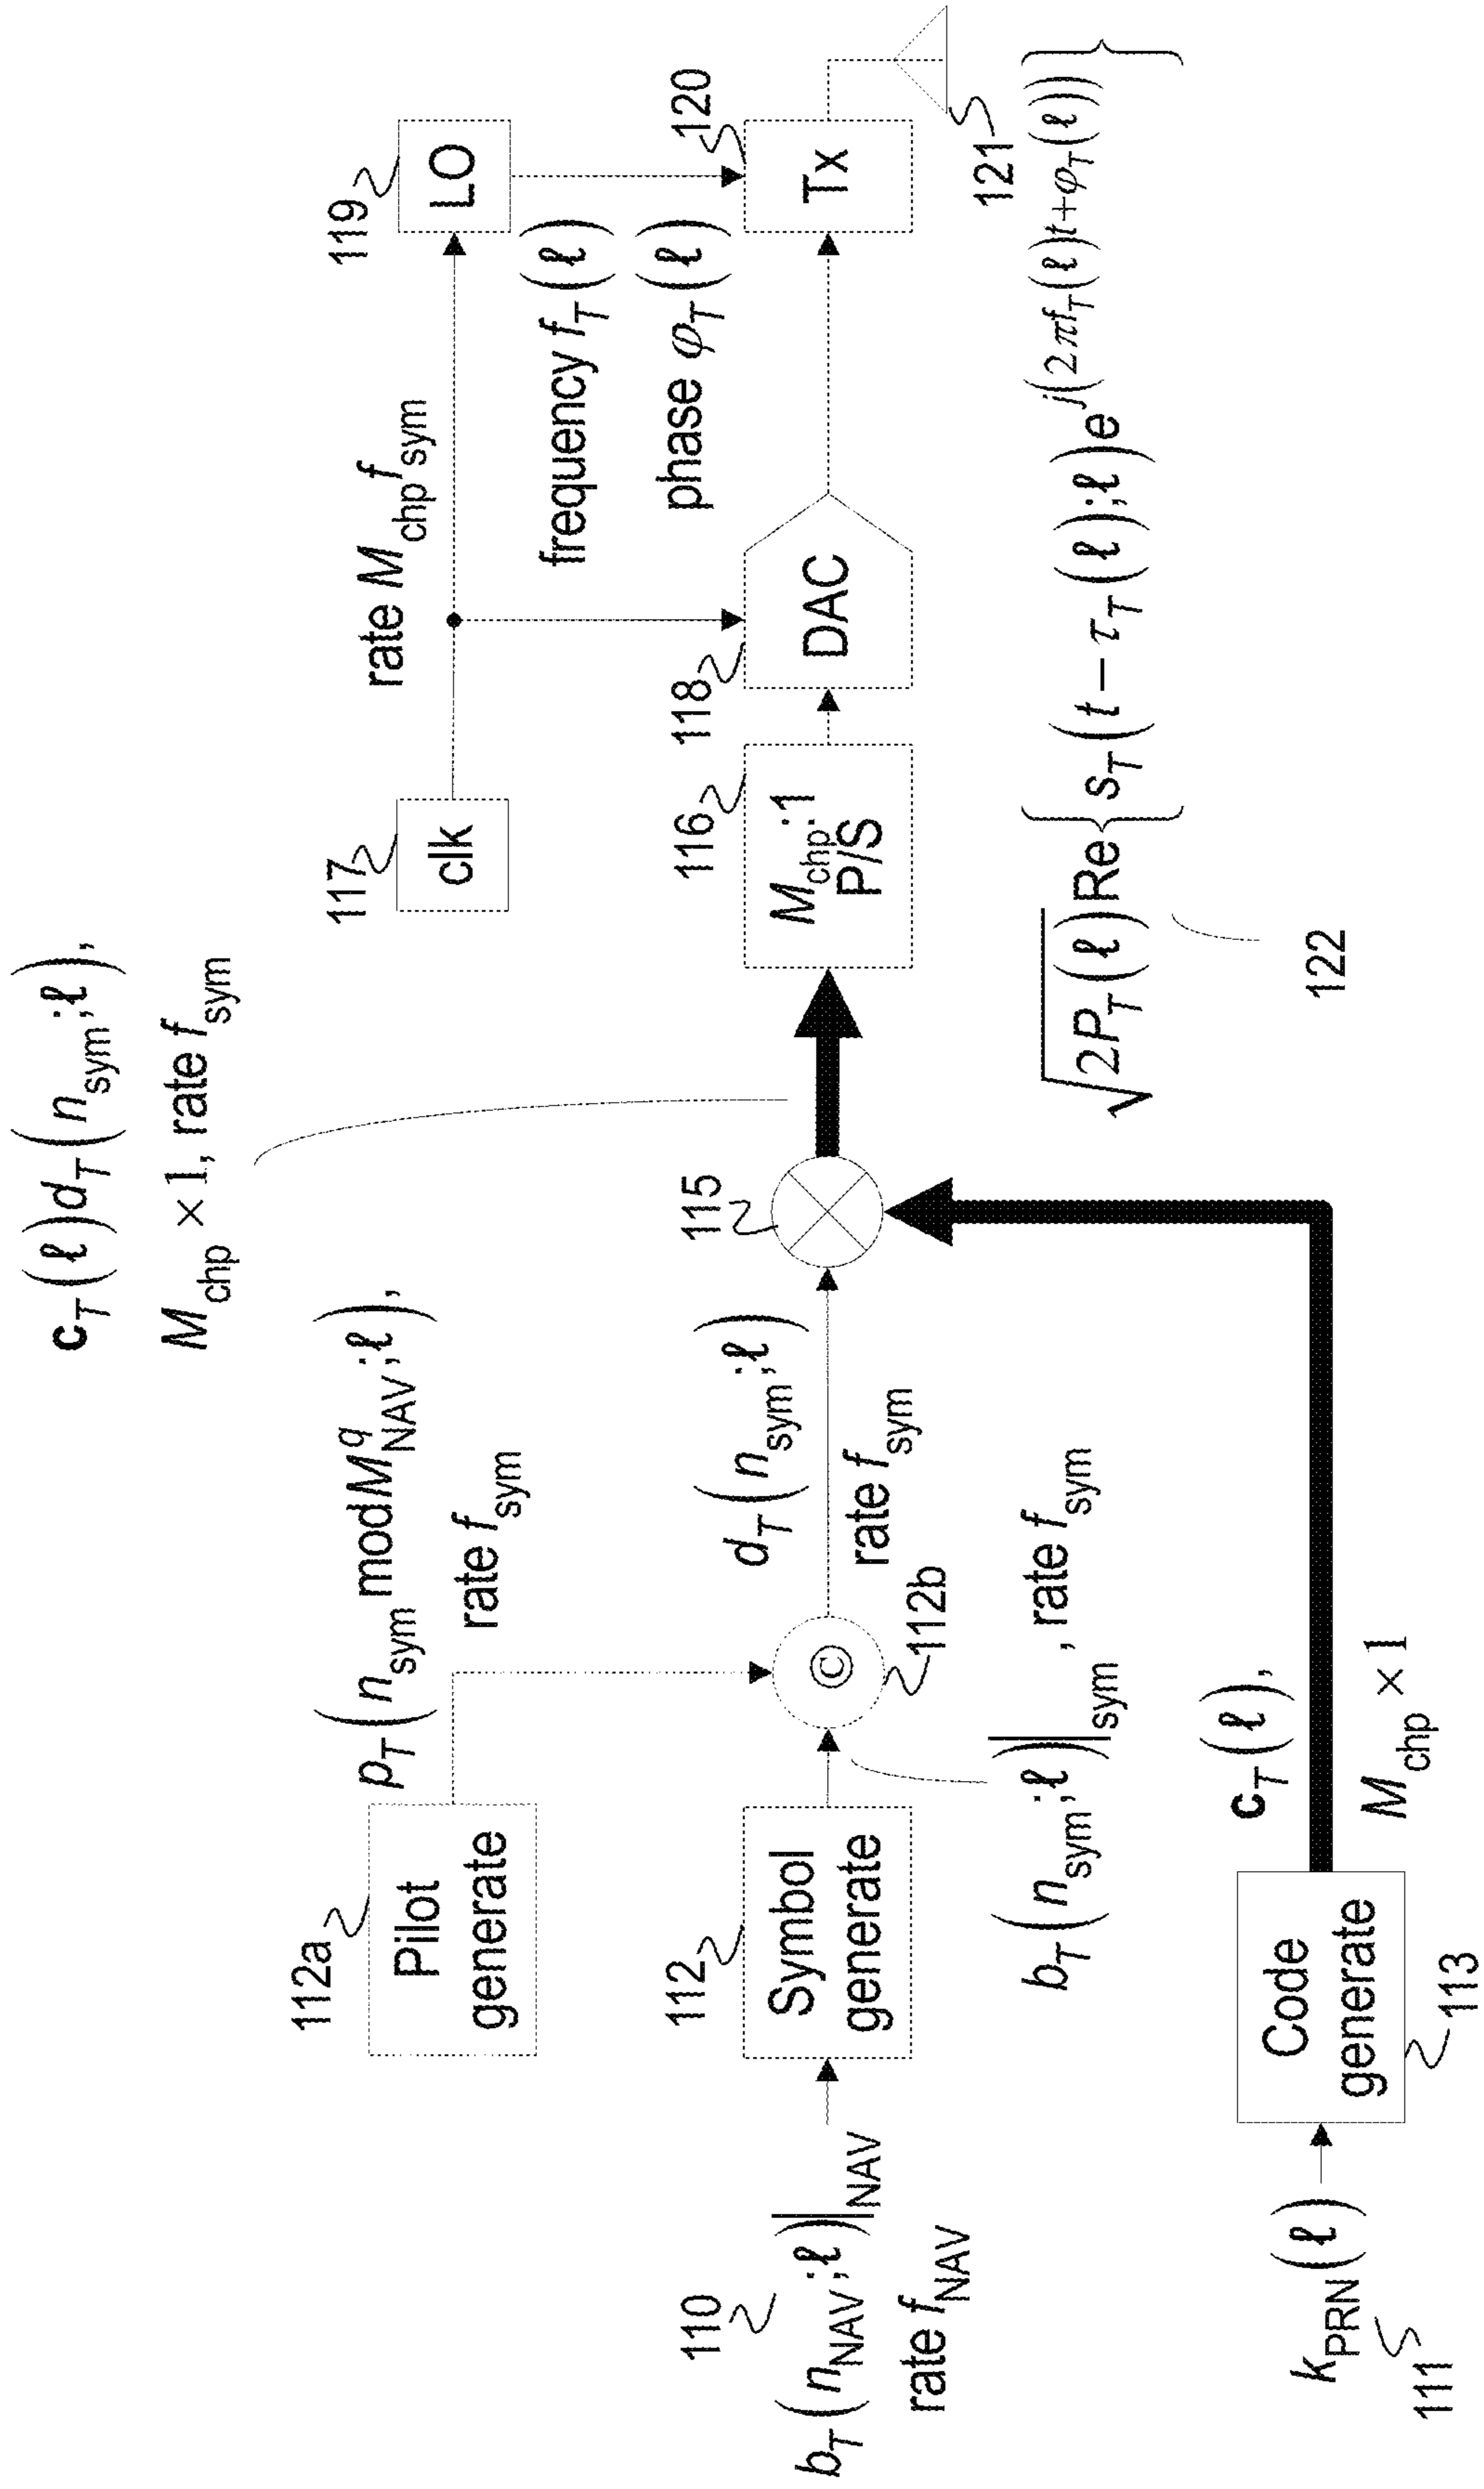 c_T(ℓ)d_T(n_sym;ℓ),
M_chp × 1, rate f_sym
117
clk
rate M_chp f_sym
119
LO
112a
Pilot
generate
p_T(n_sym mod M^q_NAV;ℓ),
rate f_sym
frequency f_T(ℓ)
phase φ_T(ℓ)
110
b_T(n_NAV;ℓ)|_NAV
rate f_NAV
112
Symbol
generate
©
112b
b_T(n_sym;ℓ)|_sym, rate f_sym
d_T(n_sym;ℓ)
rate f_sym
115
116
M_chp:1
P/S
118
DAC
120
Tx
121
k_PRN(ℓ)
111
Code
generate
113
c_T(ℓ),
M_chp × 1
√2P_T(ℓ) Re{s_T(t − τ_T(ℓ);ℓ)e^j(2πf_T(ℓ)t+φ_T(ℓ))}
122